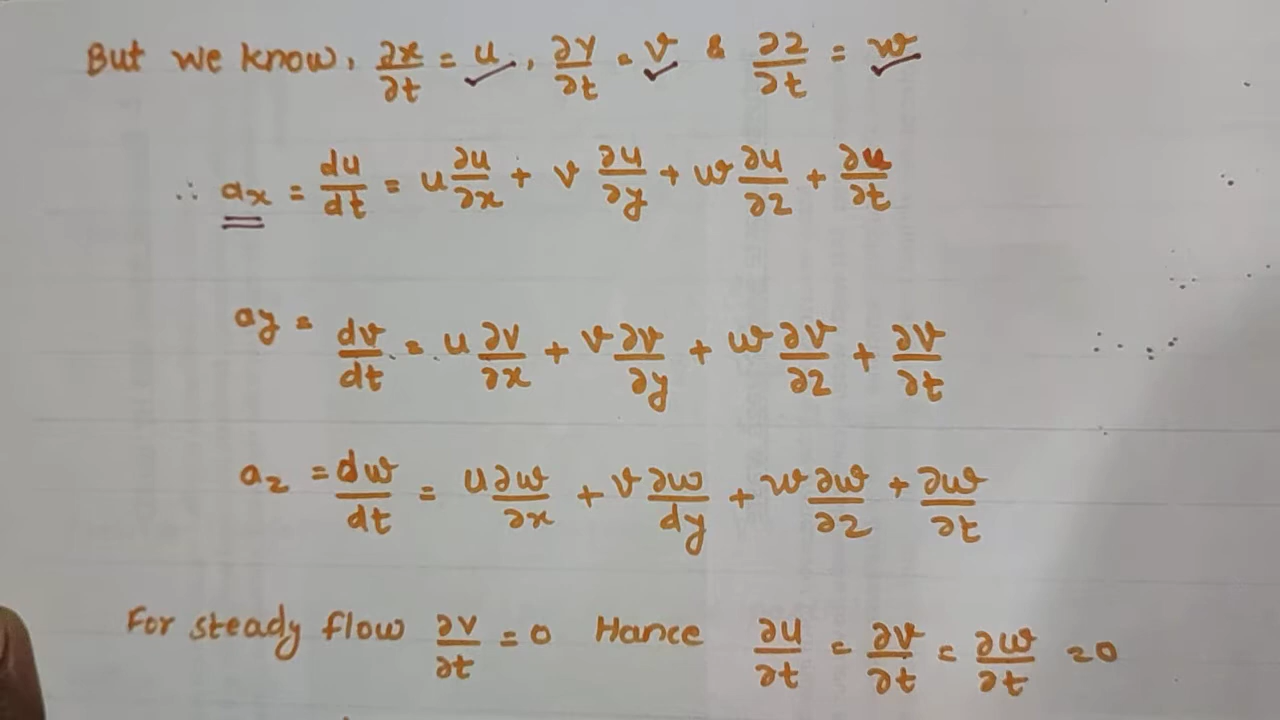 But we know, ∂x/∂t = u, ∂y/∂t = v & ∂z/∂t = w
∴ ax = du/dt = u ∂u/∂x + v ∂u/∂y + w ∂u/∂z + ∂u/∂t
ay = dv/dt = u ∂v/∂x + v ∂v/∂y + w ∂v/∂z + ∂v/∂t
az = dw/dt = u ∂w/∂x + v ∂w/dy + w ∂w/∂z + ∂w/∂t
For steady flow ∂v/∂t = 0 Hance ∂u/∂t = ∂v/∂t = ∂w/∂t = 0